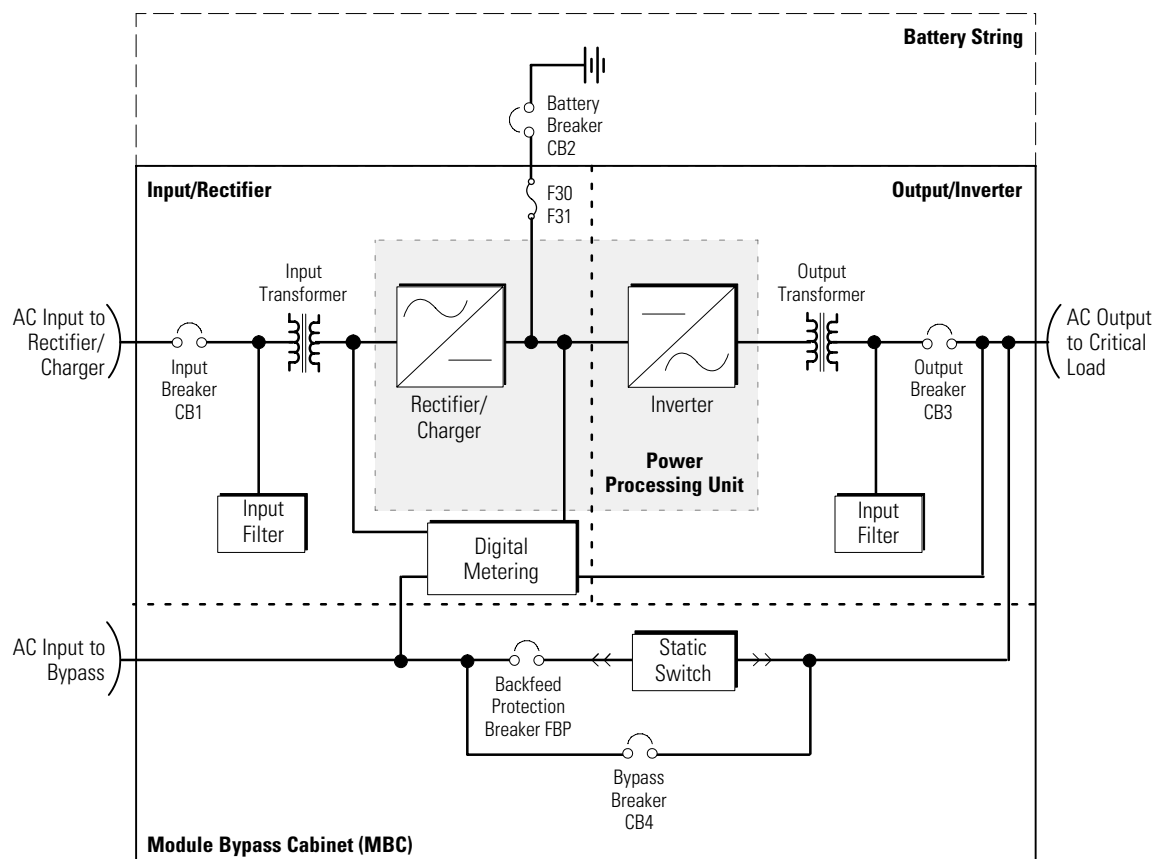 Battery String
Battery
Breaker
CB2
Input/Rectifier
Output/Inverter
F30
F31
Input
Transformer
Output
Transformer
AC Input to
Rectifier/
Charger
AC Output
to Critical
Load
Input
Breaker
CB1
Output
Breaker
CB3
Rectifier/
Charger
Inverter
Power
Processing Unit
Input
Filter
Input
Filter
Digital
Metering
AC Input to
Bypass
Static
Switch
Backfeed
Protection
Breaker FBP
Bypass
Breaker
CB4
Module Bypass Cabinet (MBC)